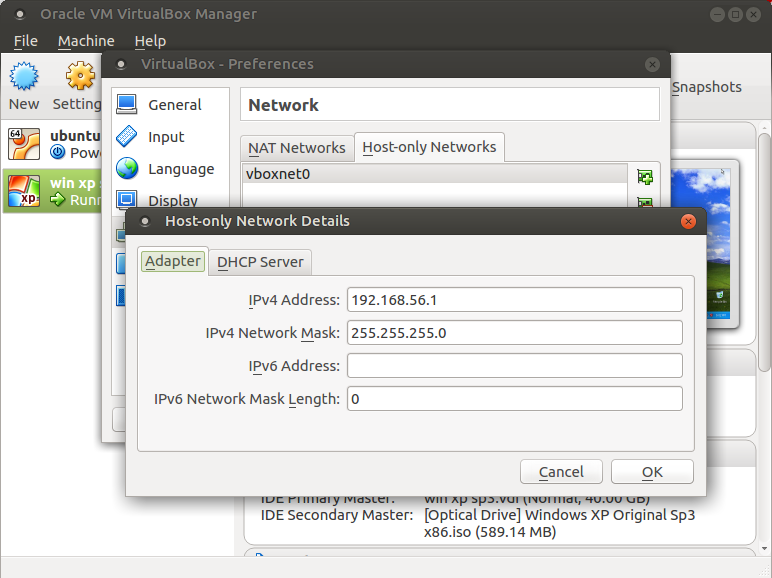 Oracle VM VirtualBox Manager
File Machine Help
VirtualBox - Preferences
New
Snapshots
General
Input
Language
Display
Network
NAT Networks Host-only Networks
vboxnet0
64
ubuntu
win xp
xp
Host-only Network Details
Adapter DHCP Server
IPv4 Address: 192.168.56.1
IPv4 Network Mask: 255.255.255.0
IPv6 Address:
IPv6 Network Mask Length: 0
Cancel OK
IDE Primary Master: win xp sp3.vdi (Normal, 40.00 GB)
IDE Secondary Master: [Optical Drive] Windows XP Original Sp3
x86.iso (589.14 MB)